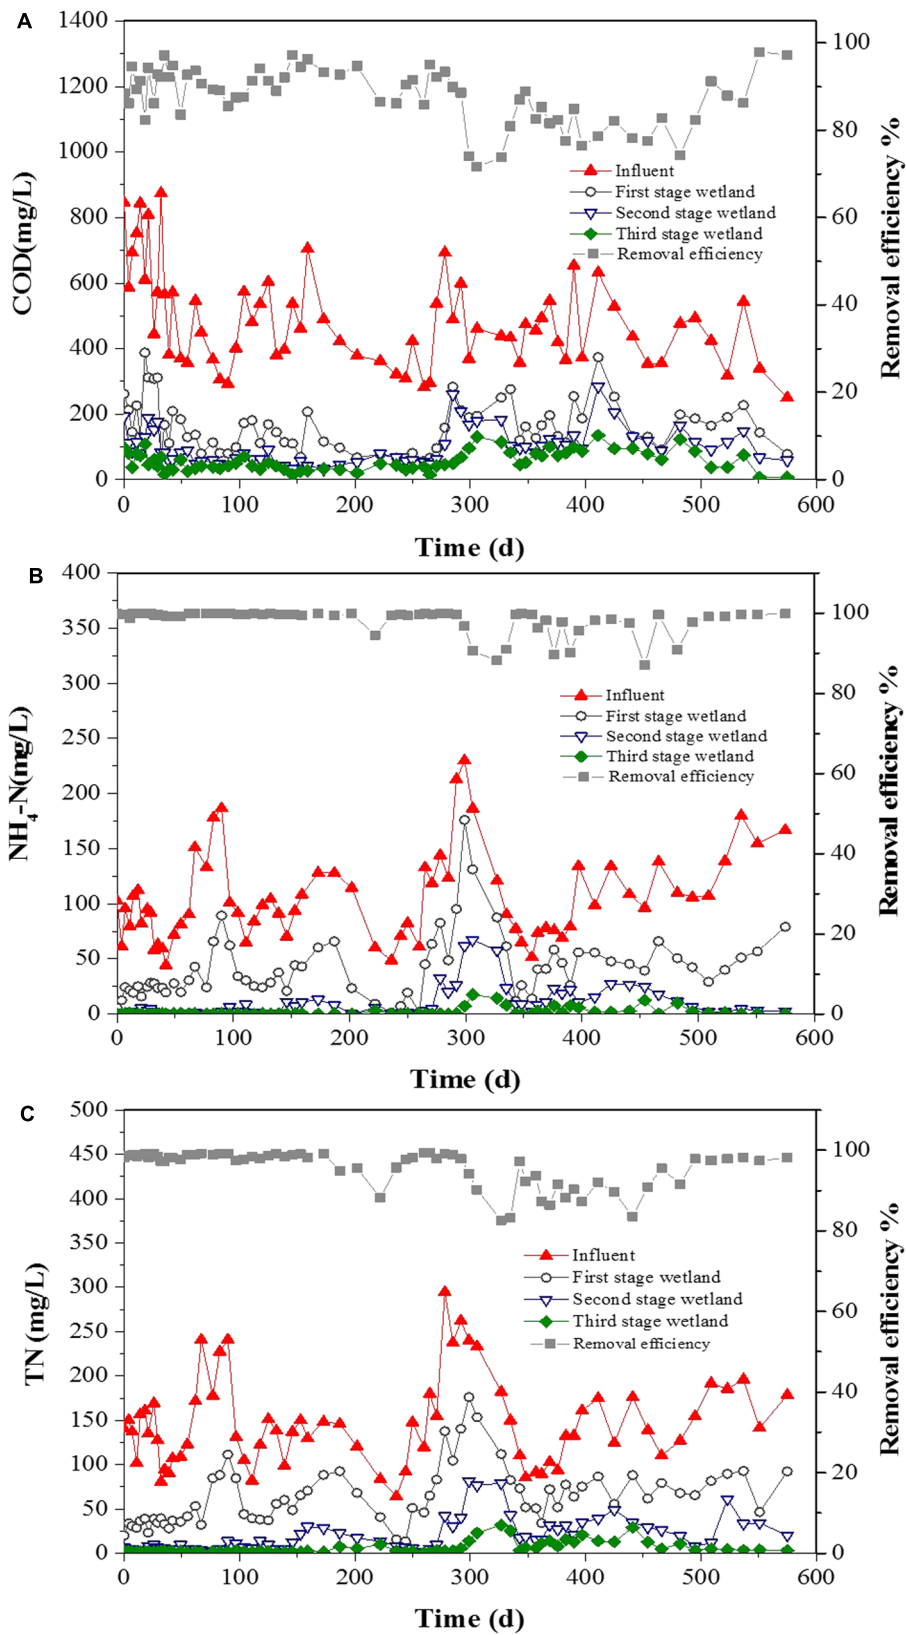 A
1400
1200
1000
800
600
400
200
0
COD(mg/L)
100
80
60
40
20
0
Removal efficiency %
Influent
First stage wetland
Second stage wetland
Third stage wetland
Removal efficiency
0 100 200 300 400 500 600
Time (d)
B
400
350
300
250
200
150
100
50
0
NH4-N(mg/L)
100
80
60
40
20
0
Removal efficiency %
Influent
First stage wetland
Second stage wetland
Third stage wetland
Removal efficiency
0 100 200 300 400 500 600
Time (d)
C
500
450
400
350
300
250
200
150
100
50
0
TN (mg/L)
100
80
60
40
20
0
Removal efficiency %
Influent
First stage wetland
Second stage wetland
Third stage wetland
Removal efficiency
0 100 200 300 400 500 600
Time (d)